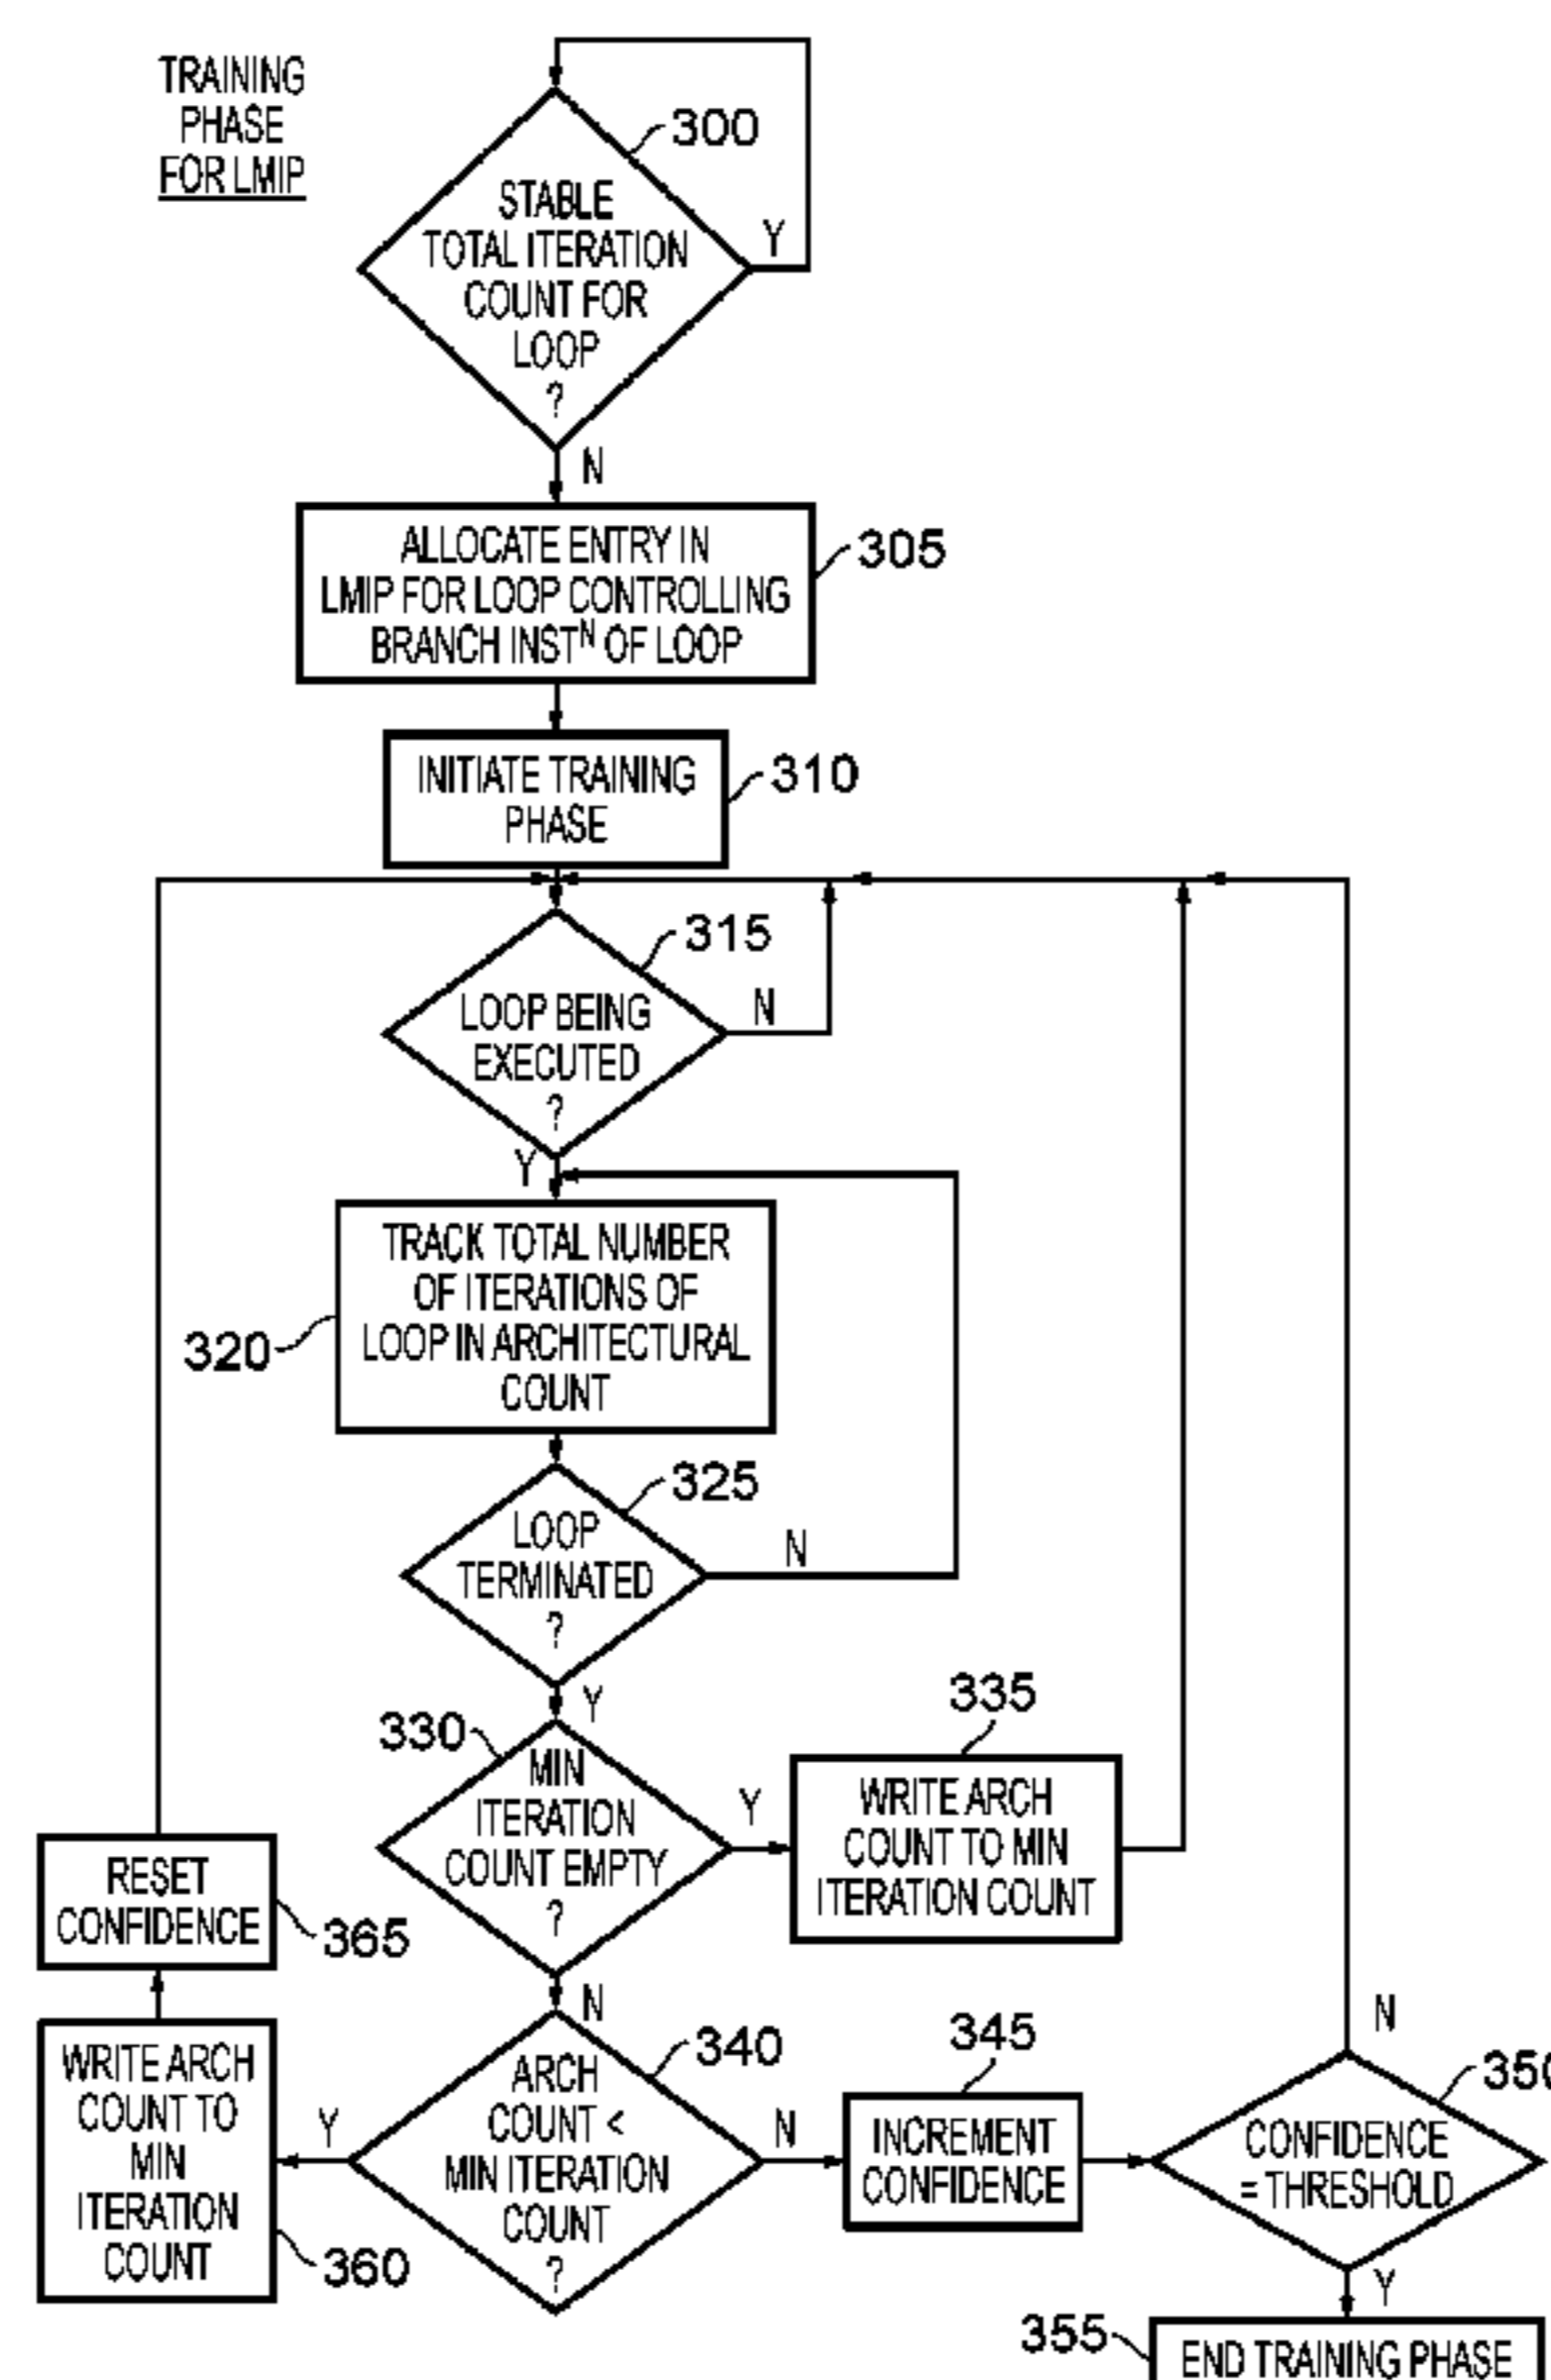 TRAINING
PHASE
FOR LMIP
300
STABLE
TOTAL ITERATION
COUNT FOR
LOOP
?
Y
N
ALLOCATE ENTRY IN
LMIP FOR LOOP CONTROLLING
BRANCH INSTᴺ OF LOOP
305
INITIATE TRAINING
PHASE
310
315
LOOP BEING
EXECUTED
?
N
Y
TRACK TOTAL NUMBER
OF ITERATIONS OF
LOOP IN ARCHITECTURAL
COUNT
320
325
LOOP
TERMINATED
?
N
Y
330
MIN
ITERATION
COUNT EMPTY
?
Y
335
WRITE ARCH
COUNT TO MIN
ITERATION COUNT
RESET
CONFIDENCE
365
N
340
ARCH
COUNT <
MIN ITERATION
COUNT
?
Y
WRITE ARCH
COUNT TO
MIN
ITERATION
COUNT
360
N
345
INCREMENT
CONFIDENCE
N
350
CONFIDENCE
= THRESHOLD
Y
355
END TRAINING PHASE